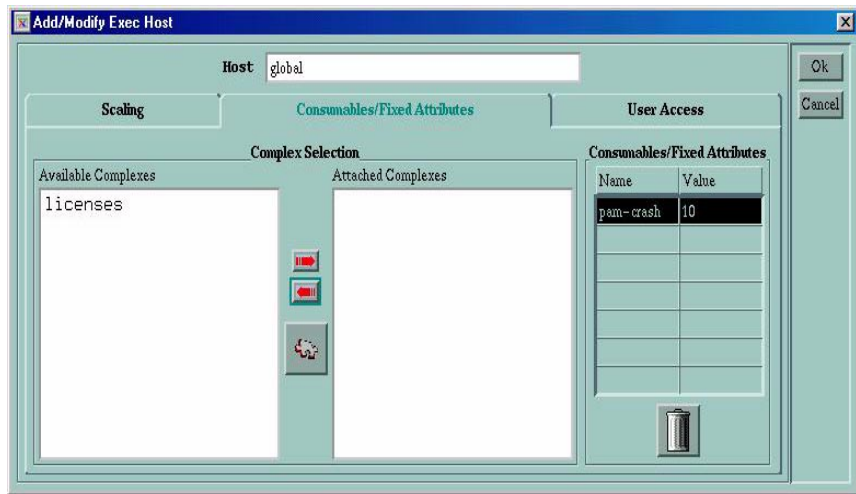 Add/Modify Exec Host
Host global
Ok
Cancel
Scaling
Consumables/Fixed Attributes
User Access
Complex Selection
Available Complexes
licenses
Attached Complexes
Consumables/Fixed Attributes
Name Value
pam-crash 10